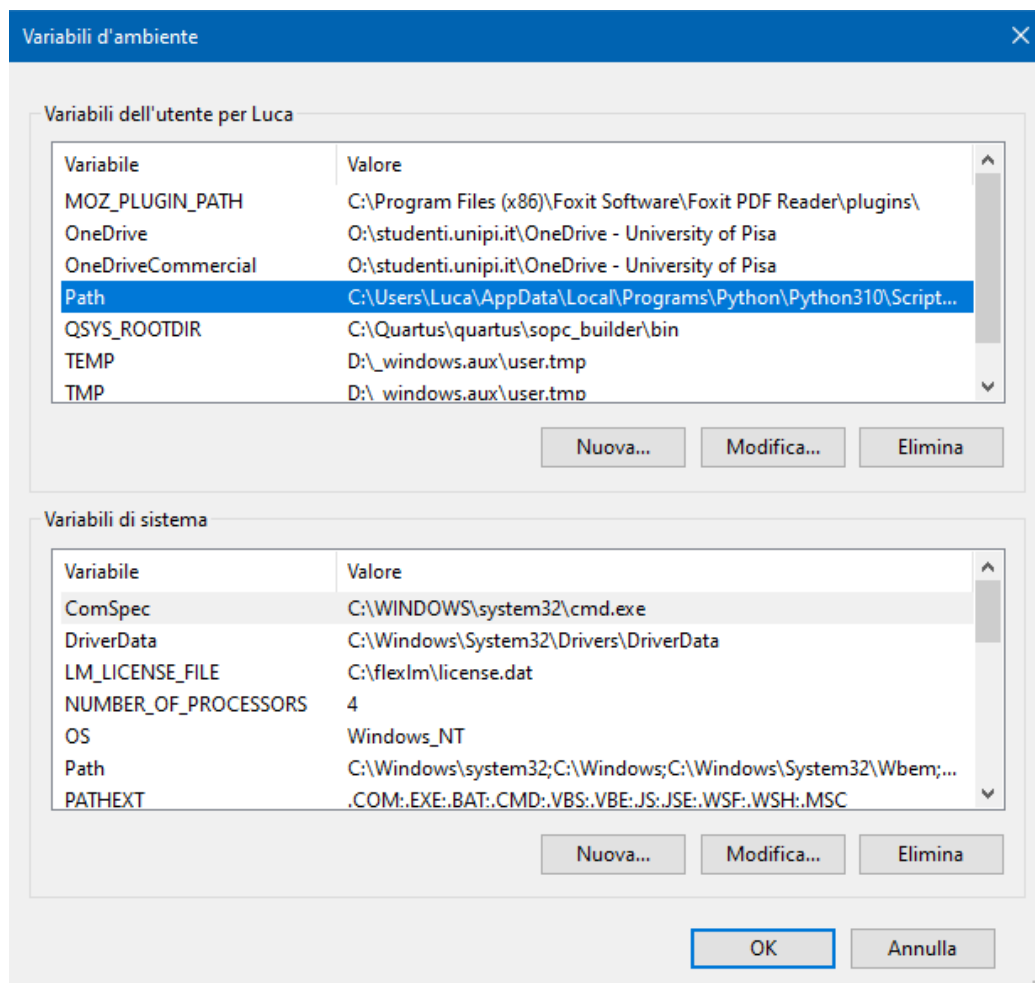 Variabili d'ambiente
Variabili dell'utente per Luca
Variabile Valore
MOZ_PLUGIN_PATH C:\Program Files (x86)\Foxit Software\Foxit PDF Reader\plugins\
OneDrive O:\studenti.unipi.it\OneDrive - University of Pisa
OneDriveCommercial O:\studenti.unipi.it\OneDrive - University of Pisa
Path C:\Users\Luca\AppData\Local\Programs\Python\Python310\Script...
QSYS_ROOTDIR C:\Quartus\quartus\sopc_builder\bin
TEMP D:\_windows.aux\user.tmp
TMP D:\_windows.aux\user.tmp
Nuova... Modifica... Elimina
Variabili di sistema
Variabile Valore
ComSpec C:\WINDOWS\system32\cmd.exe
DriverData C:\Windows\System32\Drivers\DriverData
LM_LICENSE_FILE C:\flexlm\license.dat
NUMBER_OF_PROCESSORS 4
OS Windows_NT
Path C:\Windows\system32;C:\Windows;C:\Windows\System32\Wbem;...
PATHEXT .COM;.EXE;.BAT;.CMD;.VBS;.VBE;.JS;.JSE;.WSF;.WSH;.MSC
Nuova... Modifica... Elimina
OK Annulla